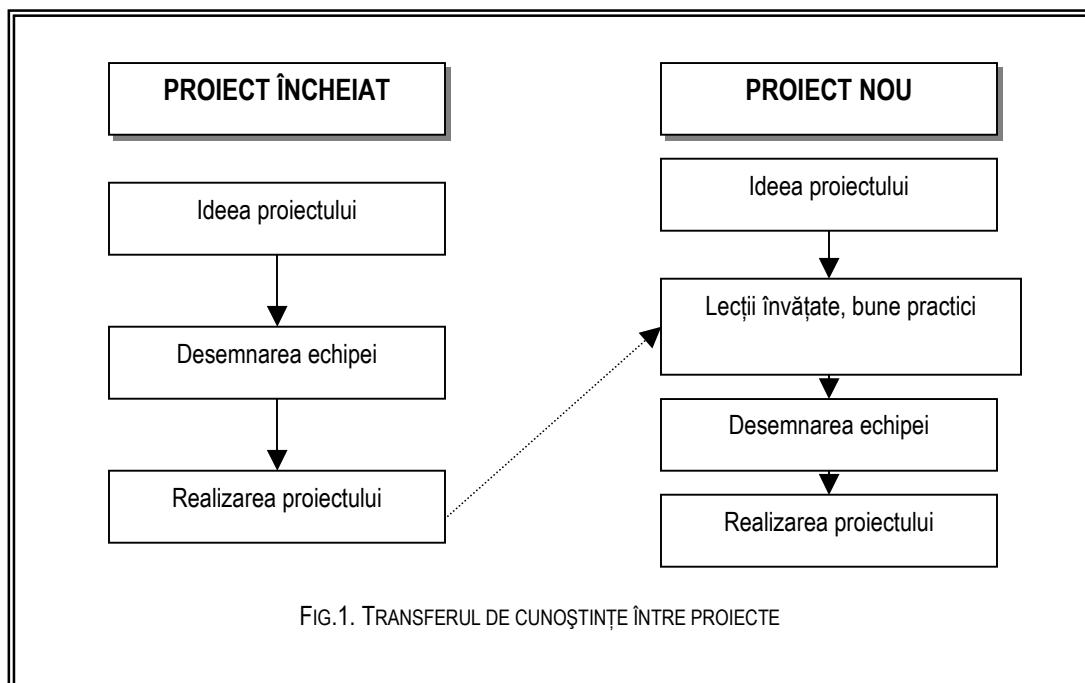 PROIECT ÎNCHEIAT
Ideea proiectului
Desemnarea echipei
Realizarea proiectului
PROIECT NOU
Ideea proiectului
Lecții învățate, bune practici
Desemnarea echipei
Realizarea proiectului
FIG.1. TRANSFERUL DE CUNOŞTINȚE ÎNTRE PROIECTE